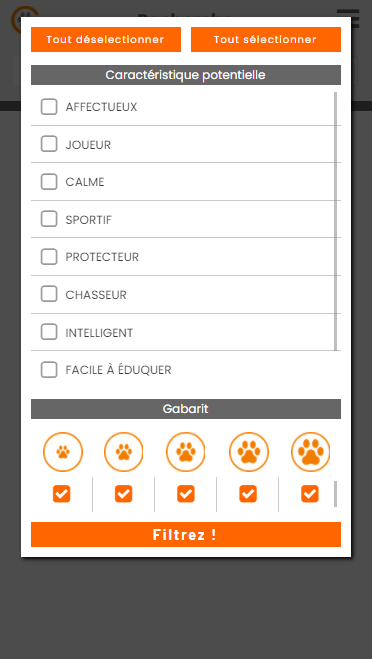 Tout déselectionner
Tout sélectionner
Caractéristique potentielle
AFFECTUEUX
JOUEUR
CALME
SPORTIF
PROTECTEUR
CHASSEUR
INTELLIGENT
FACILE À ÉDUQUER
Gabarit
Filtrez !